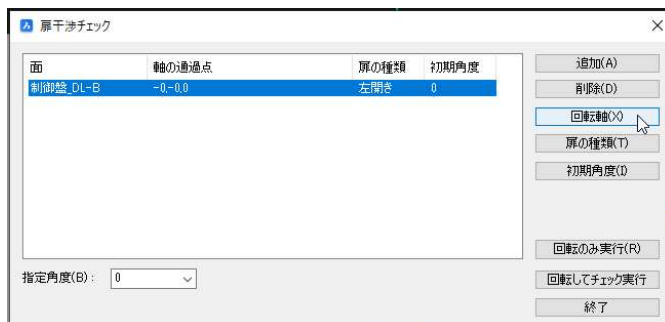 扉干渉チェック
面 軸の通過点 扉の種類 初期角度
制御盤_DL-B -0,-0,0 左開き 0
追加(A)
削除(D)
回転軸(X)
扉の種類(T)
初期角度(I)
回転のみ実行(R)
指定角度(B): 0
回転してチェック実行
終了